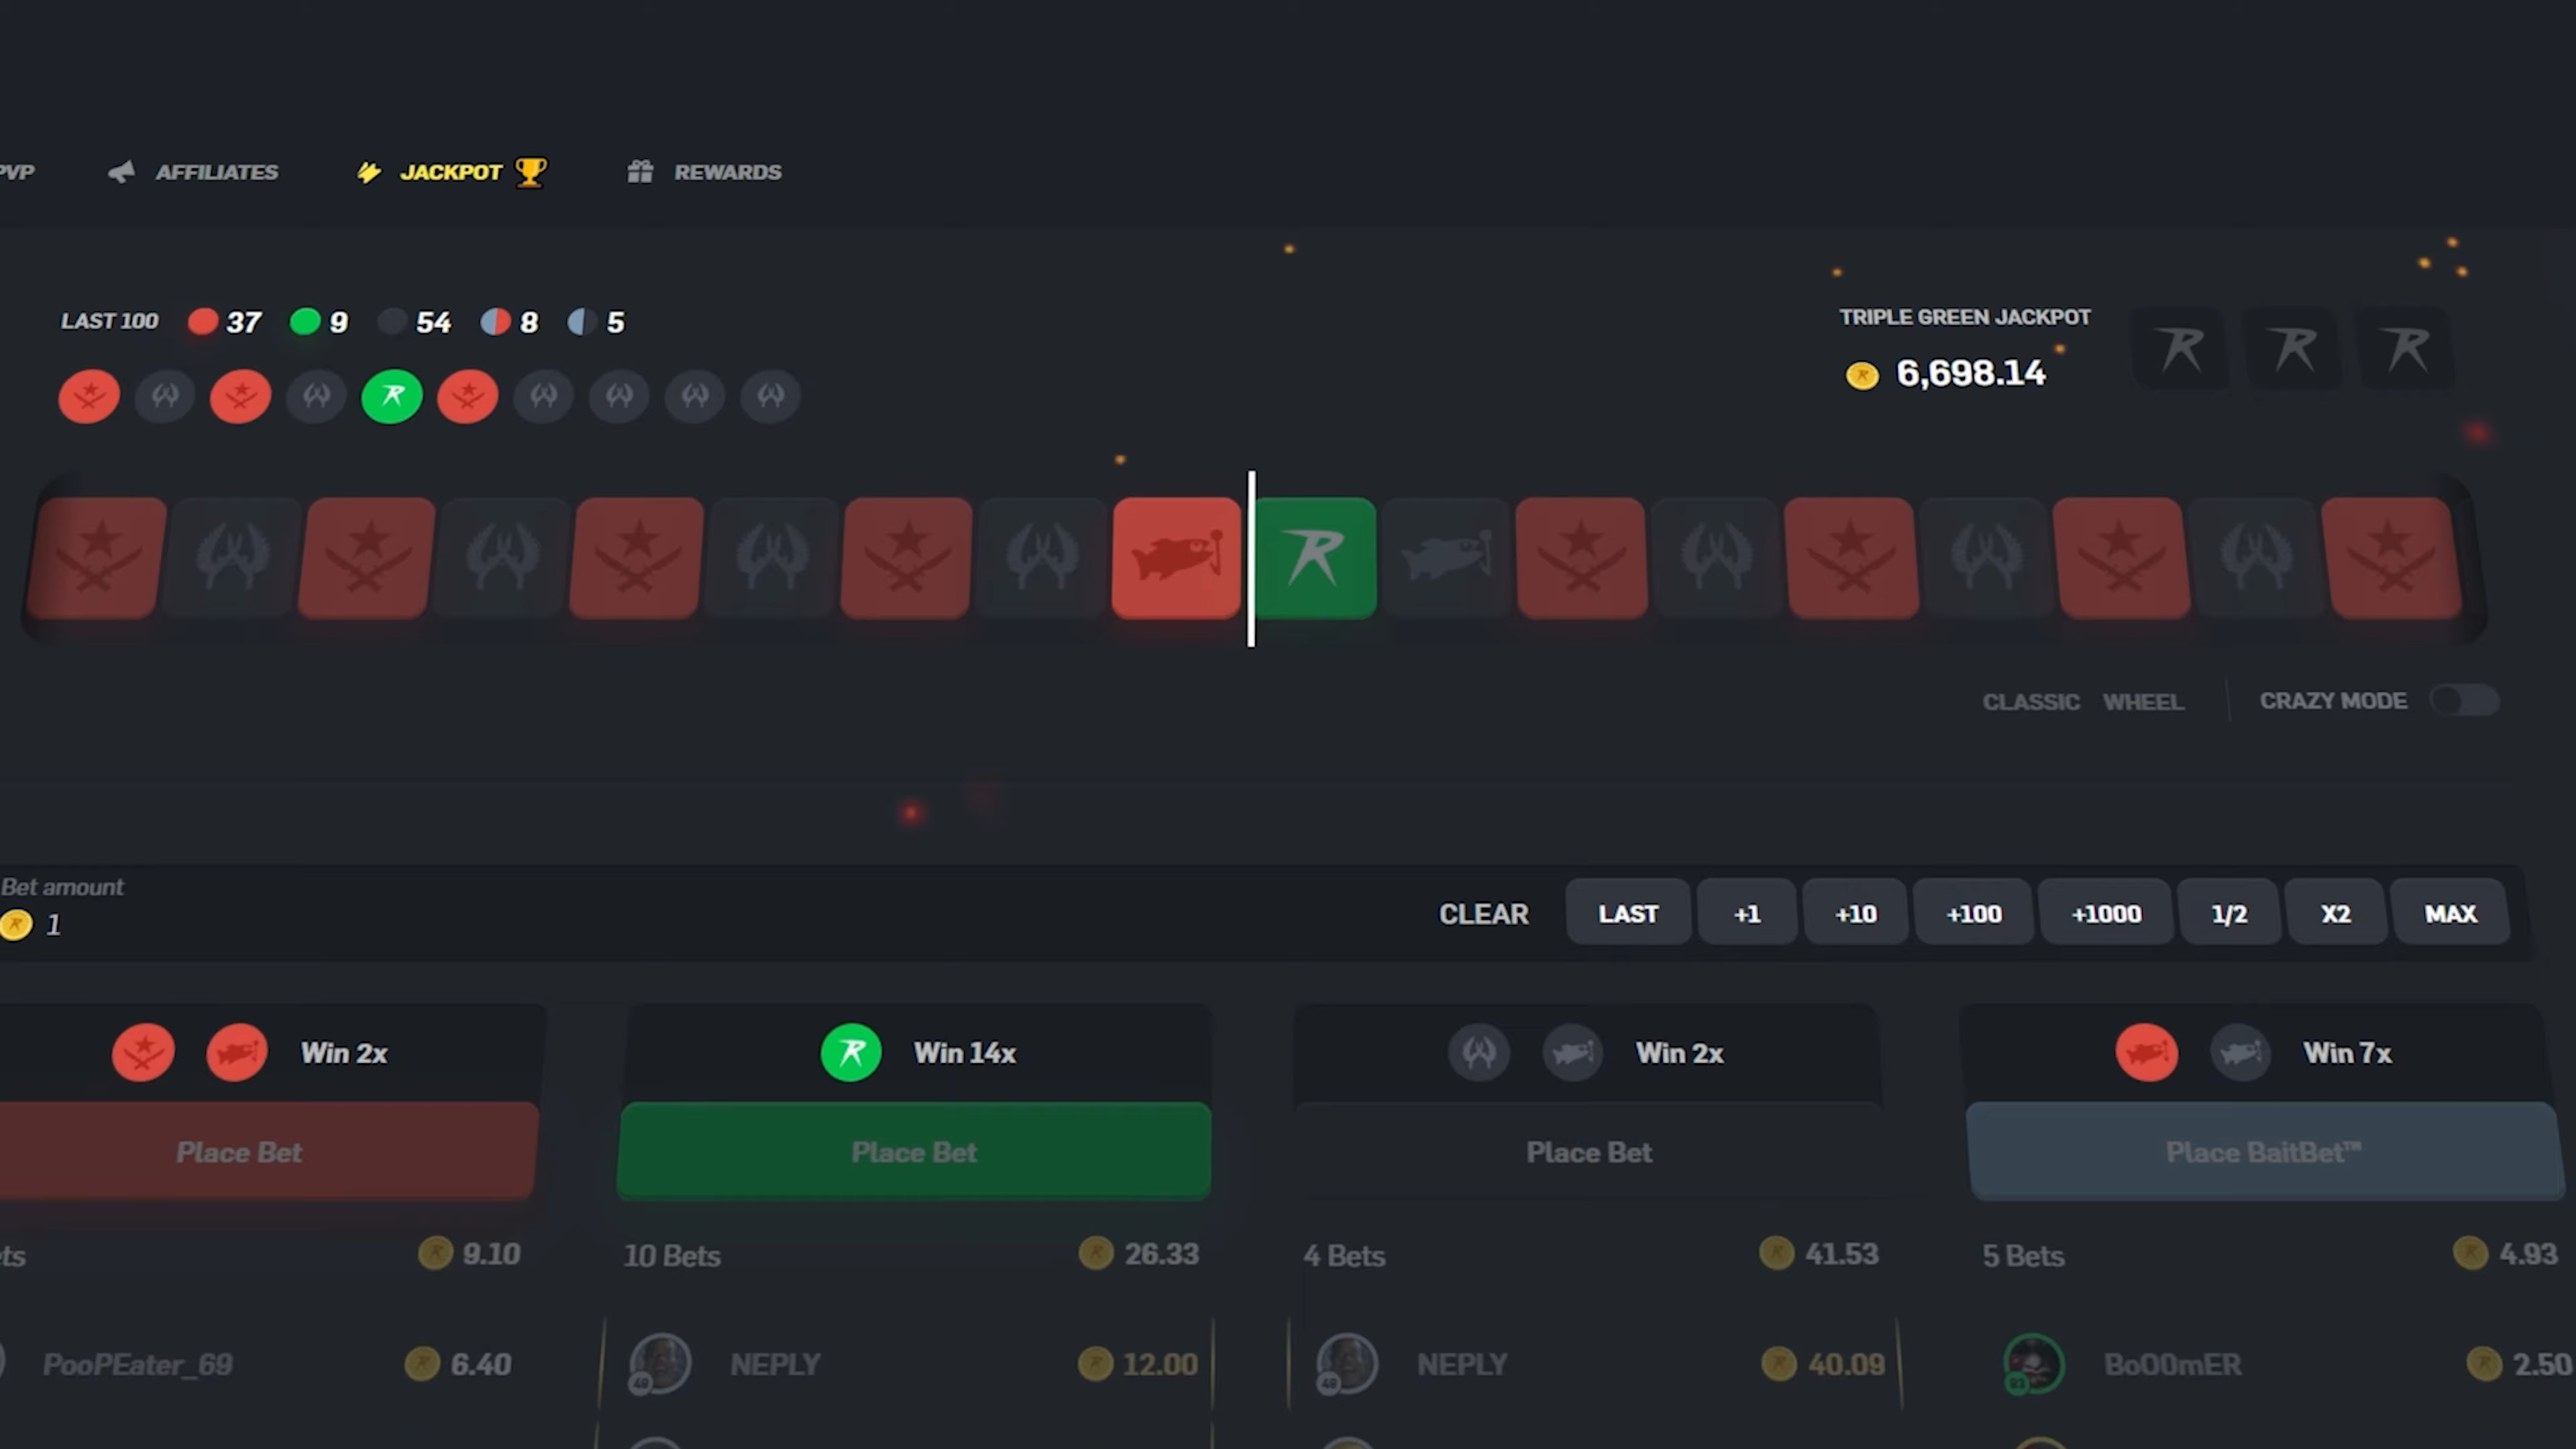 PVP AFFILIATES JACKPOT REWARDS
LAST 100 37 9 54 8 5
TRIPLE GREEN JACKPOT
6,698.14
CLASSIC WHEEL CRAZY MODE
Bet amount
1
CLEAR LAST +1 +10 +100 +1000 1/2 X2 MAX
Win 2x Win 14x Win 2x Win 7x
Place Bet Place Bet Place Bet Place BaitBet™
ets 9.10 10 Bets 26.33 4 Bets 41.53 5 Bets 4.93
PooPEater_69 6.40 NEPLY 12.00 NEPLY 40.09 BoO0mER 2.50